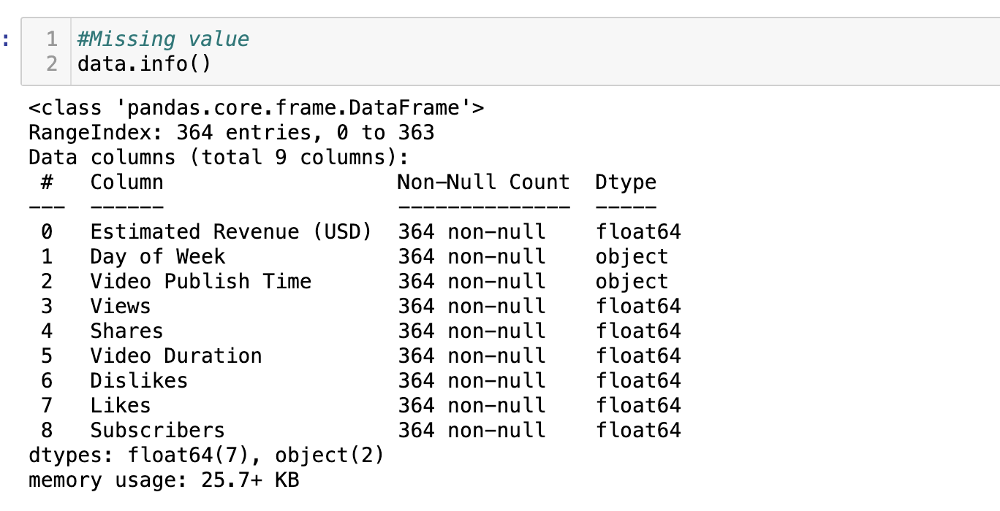 :
1 #Missing value
2 data.info()
<class 'pandas.core.frame.DataFrame'>
RangeIndex: 364 entries, 0 to 363
Data columns (total 9 columns):
 #   Column                   Non-Null Count  Dtype
---  ------                   --------------  -----
 0   Estimated Revenue (USD)  364 non-null    float64
 1   Day of Week              364 non-null    object
 2   Video Publish Time       364 non-null    object
 3   Views                    364 non-null    float64
 4   Shares                   364 non-null    float64
 5   Video Duration           364 non-null    float64
 6   Dislikes                 364 non-null    float64
 7   Likes                    364 non-null    float64
 8   Subscribers              364 non-null    float64
dtypes: float64(7), object(2)
memory usage: 25.7+ KB